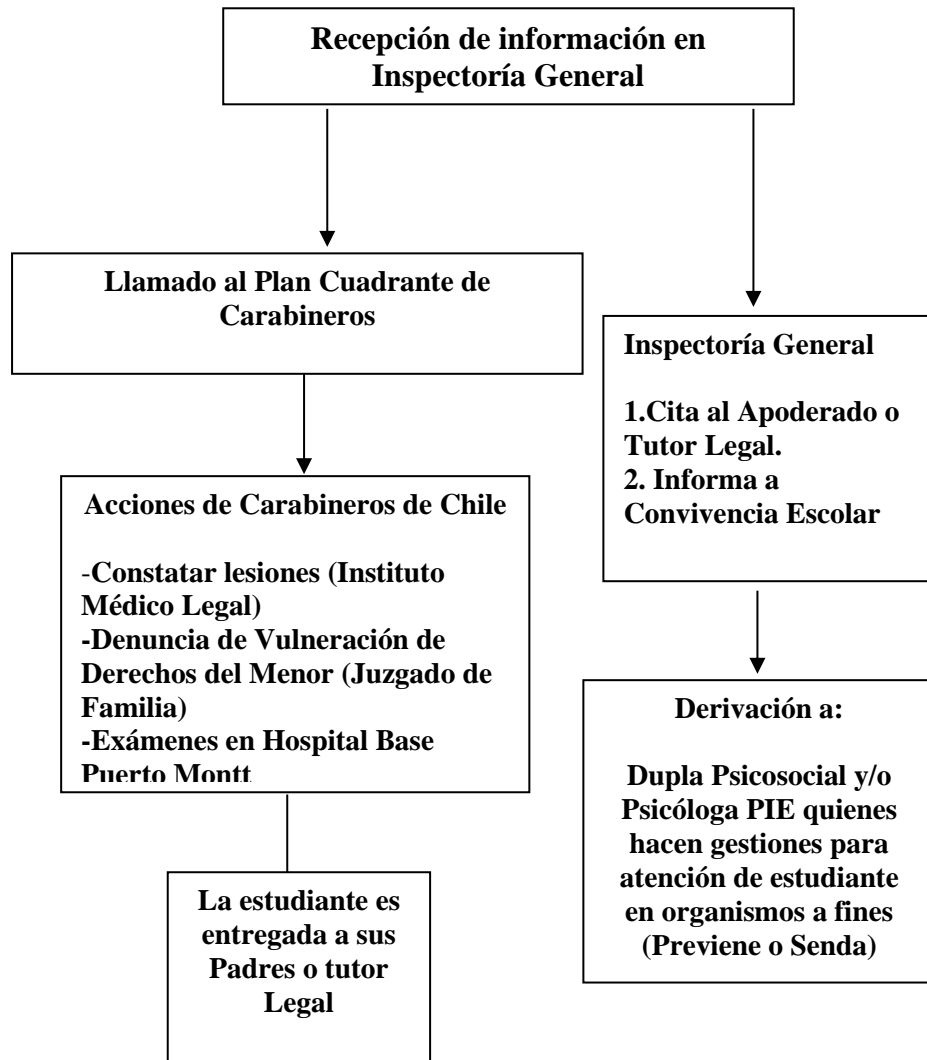 Recepción de información en
Inspectoría General
Llamado al Plan Cuadrante de
Carabineros
Inspectoría General
1.Cita al Apoderado o
Tutor Legal.
2. Informa a
Convivencia Escolar
Acciones de Carabineros de Chile
-Constatar lesiones (Instituto
Médico Legal)
-Denuncia de Vulneración de
Derechos del Menor (Juzgado de
Familia)
-Exámenes en Hospital Base
Puerto Montt
Derivación a:
Dupla Psicosocial y/o
Psicóloga PIE quienes
hacen gestiones para
atención de estudiante
en organismos a fines
(Previene o Senda)
La estudiante es
entregada a sus
Padres o tutor
Legal